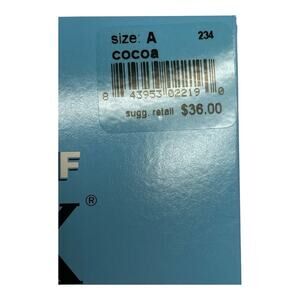 size: A 234
cocoa
8 43953 02219 0
sugg. retail $36.00
F
X®